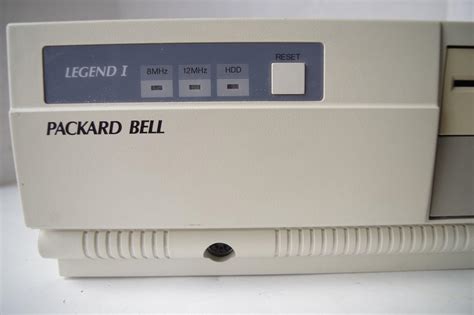 LEGEND I 8MHz 12MHz HDD RESET
PACKARD BELL